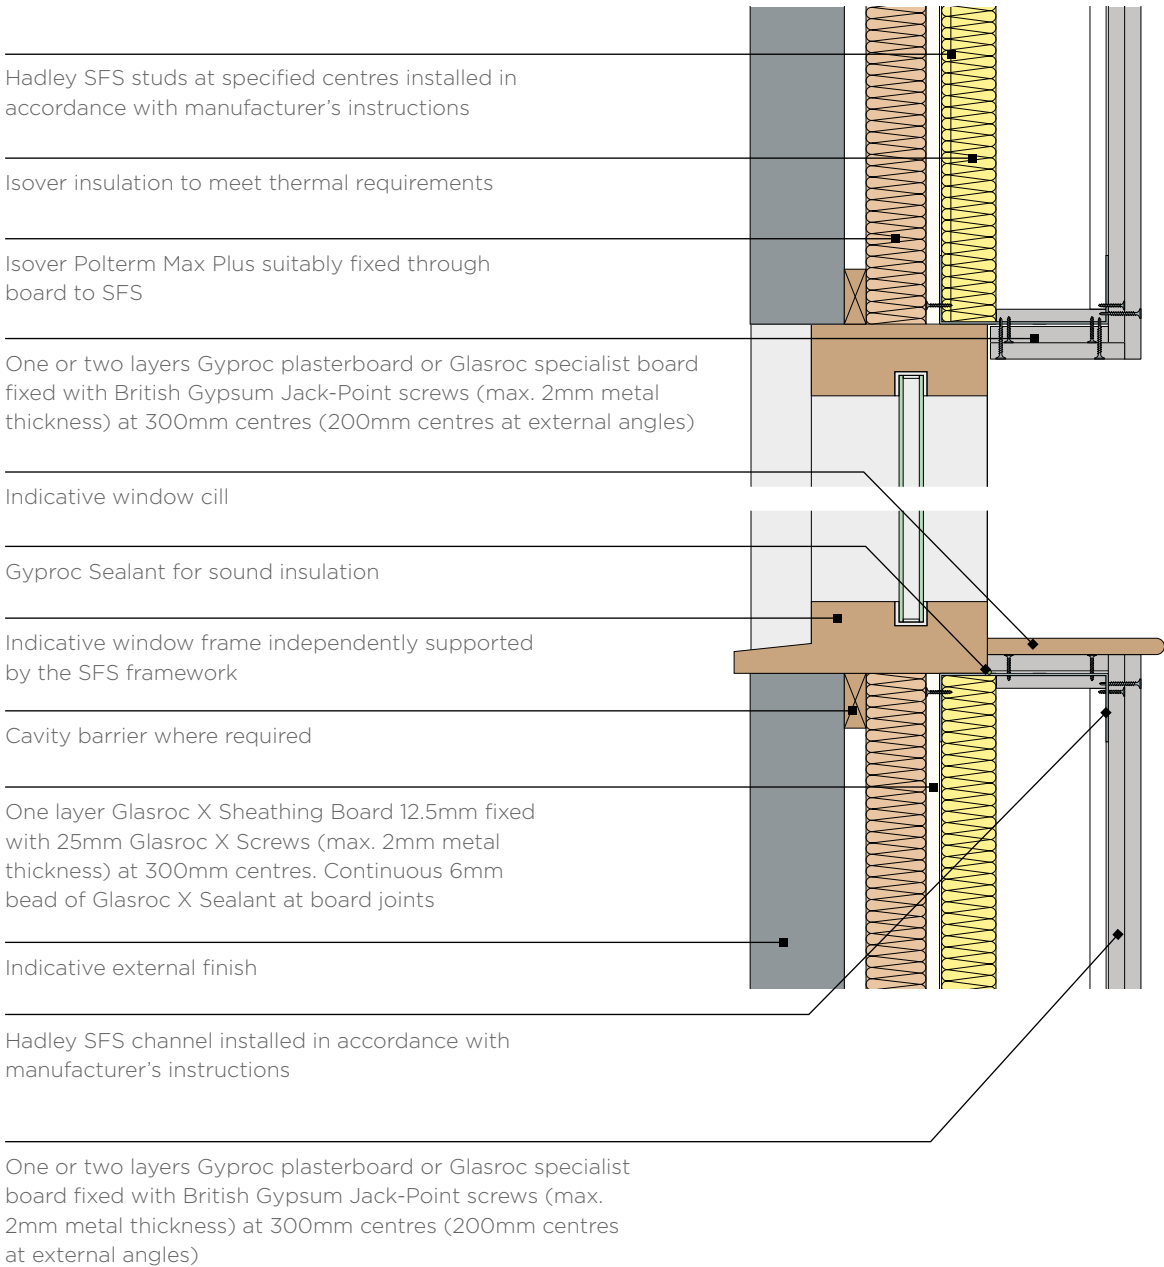 Hadley SFS studs at specified centres installed in
accordance with manufacturer’s instructions
Isover insulation to meet thermal requirements
Isover Polterm Max Plus suitably fixed through
board to SFS
One or two layers Gyproc plasterboard or Glasroc specialist board
fixed with British Gypsum Jack-Point screws (max. 2mm metal
thickness) at 300mm centres (200mm centres at external angles)
Indicative window cill
Gyproc Sealant for sound insulation
Indicative window frame independently supported
by the SFS framework
Cavity barrier where required
One layer Glasroc X Sheathing Board 12.5mm fixed
with 25mm Glasroc X Screws (max. 2mm metal
thickness) at 300mm centres. Continuous 6mm
bead of Glasroc X Sealant at board joints
Indicative external finish
Hadley SFS channel installed in accordance with
manufacturer’s instructions
One or two layers Gyproc plasterboard or Glasroc specialist
board fixed with British Gypsum Jack-Point screws (max.
2mm metal thickness) at 300mm centres (200mm centres
at external angles)